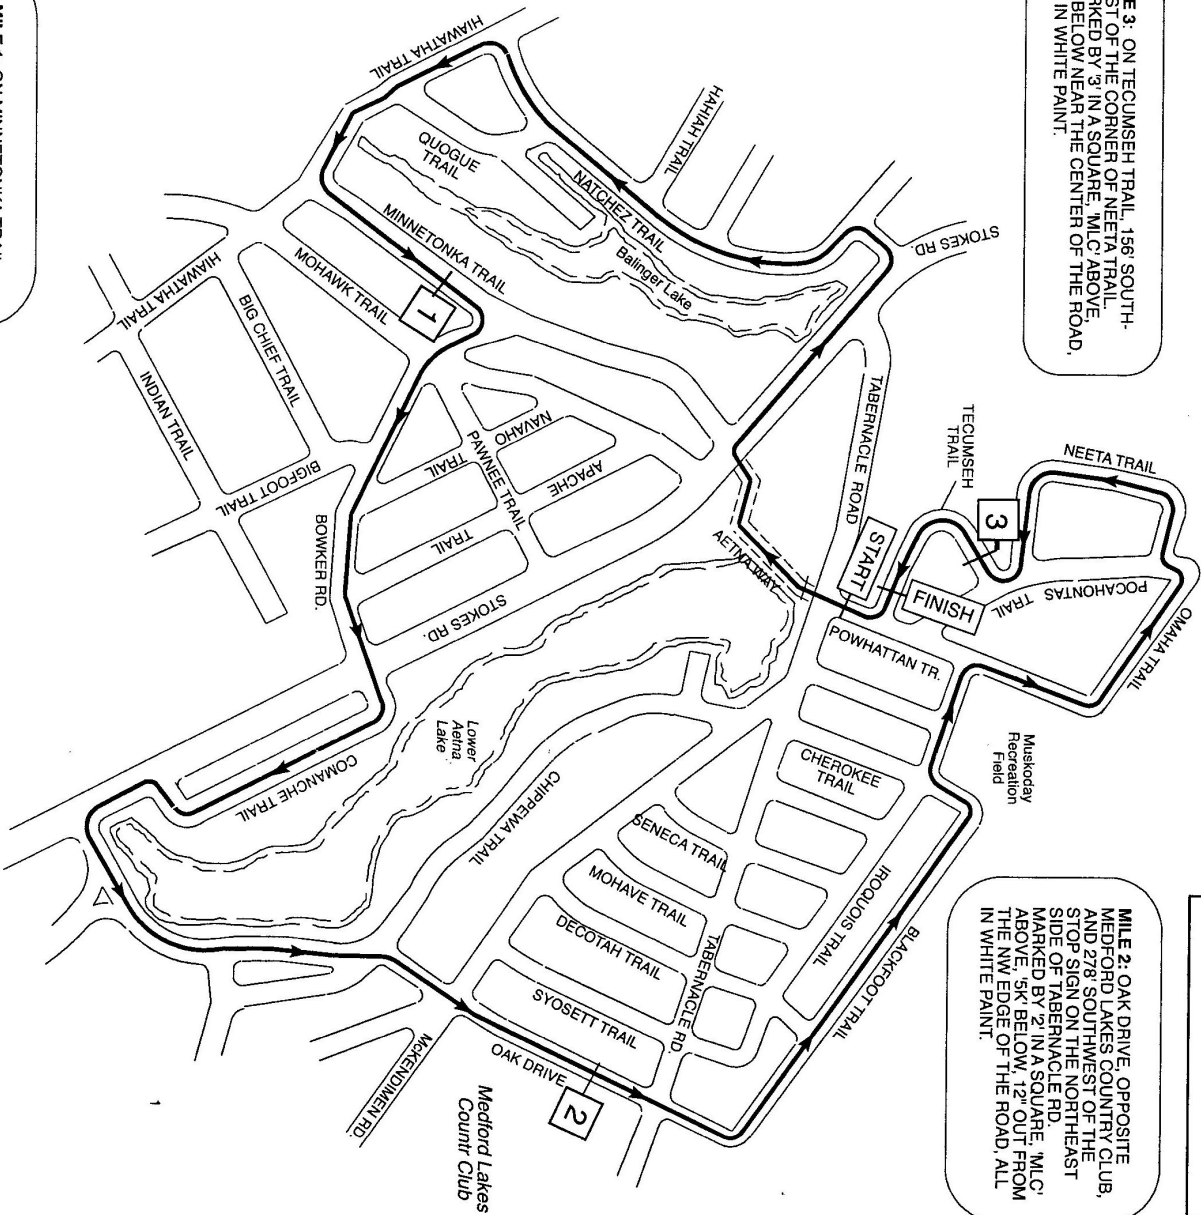 E 3: ON TECUMSEH TRAIL, 156' SOUTH-
ST OF THE CORNER OF NEETA TRAIL.
RKED BY '3' IN A SQUARE, 'MLC' ABOVE,
BELOW NEAR THE CENTER OF THE ROAD,
IN WHITE PAINT.
MILE 2: OAK DRIVE, OPPOSITE
MEDFORD LAKES COUNTRY CLUB,
AND 278' SOUTHWEST OF THE
STOP SIGN ON THE NORTHEAST
SIDE OF TABERNACLE RD.
MARKED BY '2' IN A SQUARE, 'MLC'
ABOVE, '5K' BELOW, 12" OUT FROM
THE NW EDGE OF THE ROAD, ALL
IN WHITE PAINT.
HIAWATHA TRAIL
QUOGUE
TRAIL
HAHAH TRAIL
NATCHEZ TRAIL
Balinger Lake
STOKES RD.
MINNETONKA TRAIL
1
MOHAWK TRAIL
HIAWATHA TRAIL
BIG CHIEF TRAIL
INDIAN TRAIL
BIGFOOT TRAIL
BOWKER RD.
NAVAHO
TRAIL
PAWNEE TRAIL
APACHE
TRAIL
STOKES RD.
TABERNACLE ROAD
TECUMSEH
TRAIL
NEETA TRAIL
3
START
FINISH
POCAHONTAS TRAIL
OMAHA TRAIL
AETNA WAY
POWHATTAN TR.
Muskoday
Recreation
Field
CHEROKEE
TRAIL
Lower
Aetna
Lake
COMANCHE TRAIL
CHIPPEWA TRAIL
SENECA TRAIL
MOHAVE TRAIL
DECOTAH TRAIL
SYOSETT TRAIL
TABERNACLE RD.
IROQUOIS TRAIL
BLACKFOOT TRAIL
OAK DRIVE
2
McKENDIMEN RD.
Medford Lakes
Countr Club